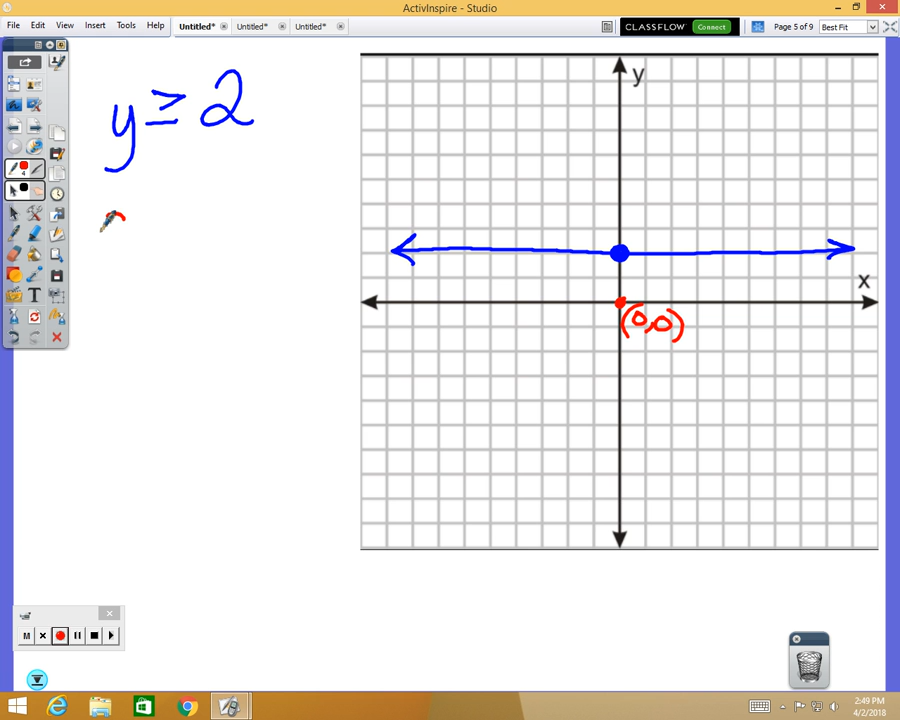 ActivInspire - Studio
File Edit View Insert Tools Help
Untitled* Untitled* Untitled*
CLASSFLOW Connect
Page 5 of 9
Best Fit
4
y ≥ 2
y
x
(0,0)
M
2:49 PM
4/2/2018